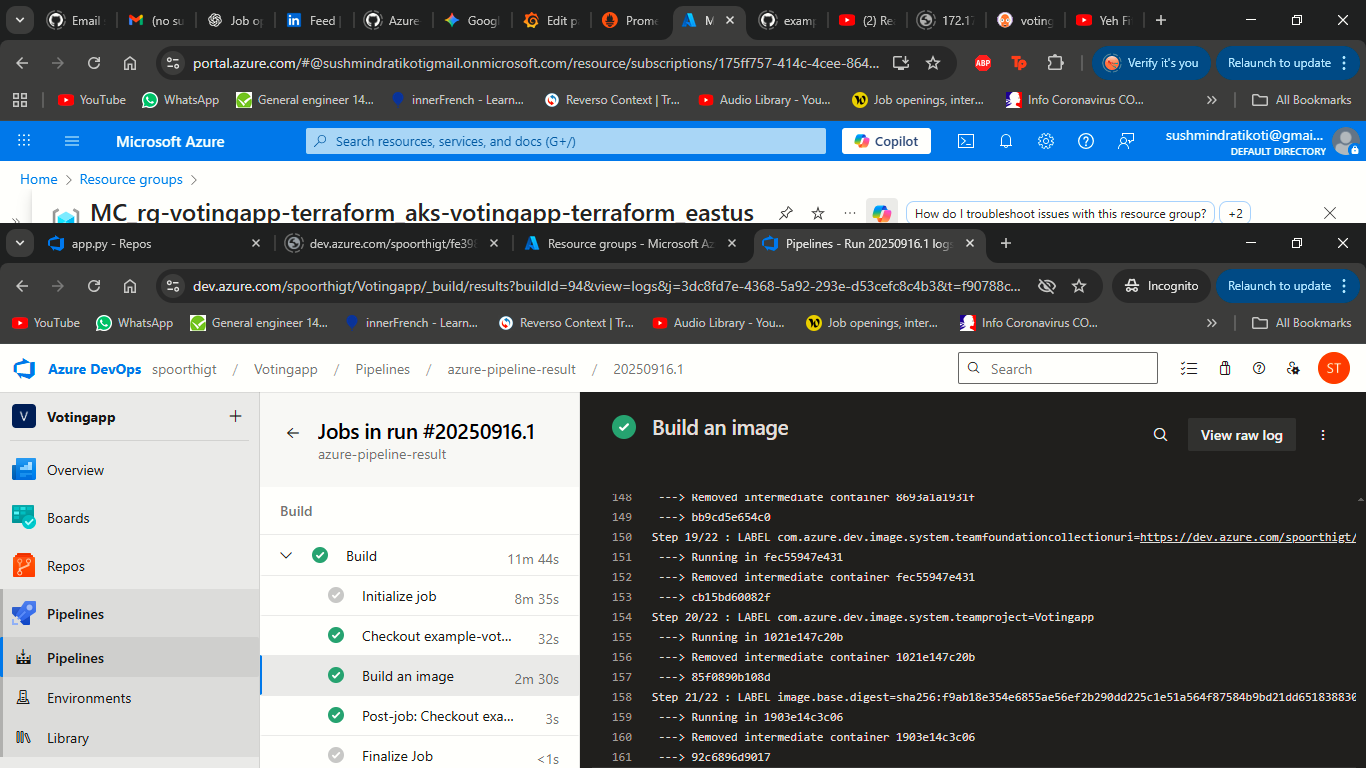 Email
(no su
Job op
Feed |
Azure
Googl
Edit p
Prome
M
examp
(2) Re
172.17
voting
Yeh Fi
portal.azure.com/#@sushmindratikotigmail.onmicrosoft.com/resource/subscriptions/175ff757-414c-4cee-864...
ABP
Tp
Verify it's you
Relaunch to update
YouTube
WhatsApp
General engineer 14...
innerFrench - Learn...
Reverso Context | Tr...
Audio Library - You...
Job openings, inter...
Info Coronavirus CO...
»
All Bookmarks
Microsoft Azure
Search resources, services, and docs (G+/)
Copilot
sushmindratikoti@gmai...
DEFAULT DIRECTORY
Home > Resource groups >
MC_rg-votingapp-terraform_aks-votingapp-terraform_eastus
How do I troubleshoot issues with this resource group?
+2
app.py - Repos
dev.azure.com/spoorthigt/fe398
Resource groups - Microsoft Az
Pipelines - Run 20250916.1 logs
dev.azure.com/spoorthigt/Votingapp/_build/results?buildId=94&view=logs&j=3dc8fd7e-4368-5a92-293e-d53cefc8c4b3&t=f90788c...
Incognito
Relaunch to update
YouTube
WhatsApp
General engineer 14...
innerFrench - Learn...
Reverso Context | Tr...
Audio Library - You...
Job openings, inter...
Info Coronavirus CO...
»
All Bookmarks
Azure DevOps spoorthigt / Votingapp / Pipelines / azure-pipeline-result / 20250916.1
Search
ST
V
Votingapp
Overview
Boards
Repos
Pipelines
Pipelines
Environments
Library
Jobs in run #20250916.1
azure-pipeline-result
Build
Build 11m 44s
Initialize job 8m 35s
Checkout example-vot... 32s
Build an image 2m 30s
Post-job: Checkout exa... 3s
Finalize Job <1s
Build an image
View raw log
148 ---> Removed intermediate container 8693a1a1931f
149 ---> bb9cd5e654c0
150 Step 19/22 : LABEL com.azure.dev.image.system.teamfoundationcollectionuri=https://dev.azure.com/spoorthigt/
151 ---> Running in fec55947e431
152 ---> Removed intermediate container fec55947e431
153 ---> cb15bd60082f
154 Step 20/22 : LABEL com.azure.dev.image.system.teamproject=Votingapp
155 ---> Running in 1021e147c20b
156 ---> Removed intermediate container 1021e147c20b
157 ---> 85f0890b108d
158 Step 21/22 : LABEL image.base.digest=sha256:f9ab18e354e6855ae56ef2b290dd225c1e51a564f87584b9bd21dd651838830
159 ---> Running in 1903e14c3c06
160 ---> Removed intermediate container 1903e14c3c06
161 ---> 92c6896d9017